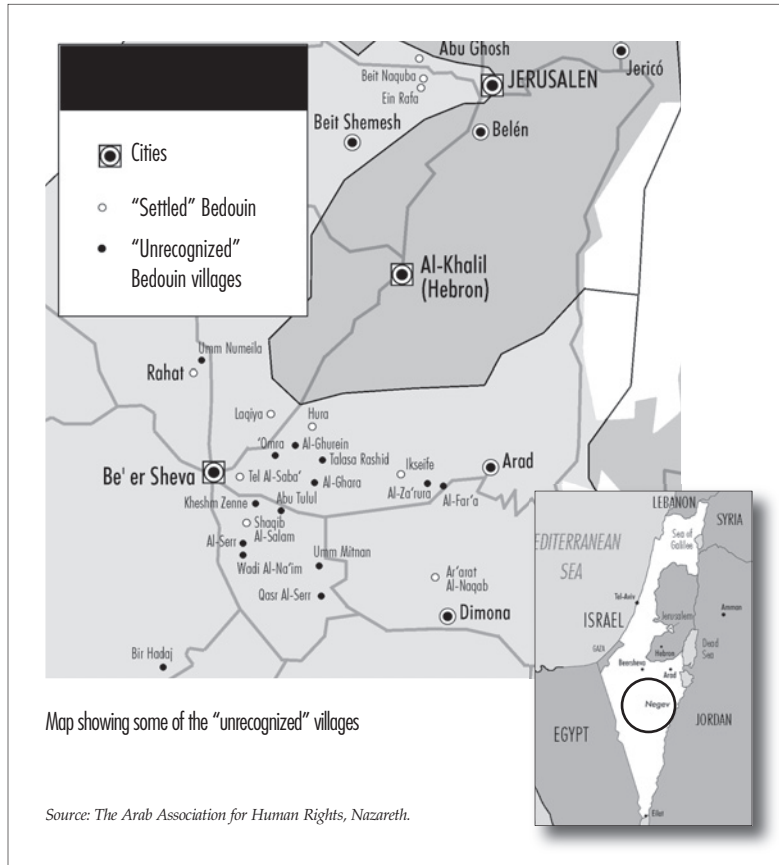 Abu Ghosh
Beit Naquba
Ein Rafa
JERUSALEN
Jericó
Beit Shemesh
Belén
Cities
"Settled" Bedouin
"Unrecognized"
Bedouin villages
Al-Khalil
(Hebron)
Umm Numeila
Rahat
Laqiya
Hura
'Omra
Al-Ghurein
Talasa Rashid
Ikseife
Arad
Be' er Sheva
Tel Al-Saba'
Al-Ghara
Al-Za'rura
Al-Far'a
Kheshm Zenne
Abu Tulul
Shaqib
Al-Salam
Al-Serr
Wadi Al-Na'im
Umm Mitnan
Qasr Al-Serr
Ar'arat
Al-Naqab
Dimona
Bir Hadaj
LEBANON
SYRIA
EDITERRANEAN
SEA
Sea of
Galilee
Tel-Aviv
ISRAEL
Jerusalem
Amman
GAZA
Hebron
Dead
Sea
Beersheva
Arad
Negev
EGYPT
JORDAN
Eilat
Map showing some of the "unrecognized" villages
Source: The Arab Association for Human Rights, Nazareth.